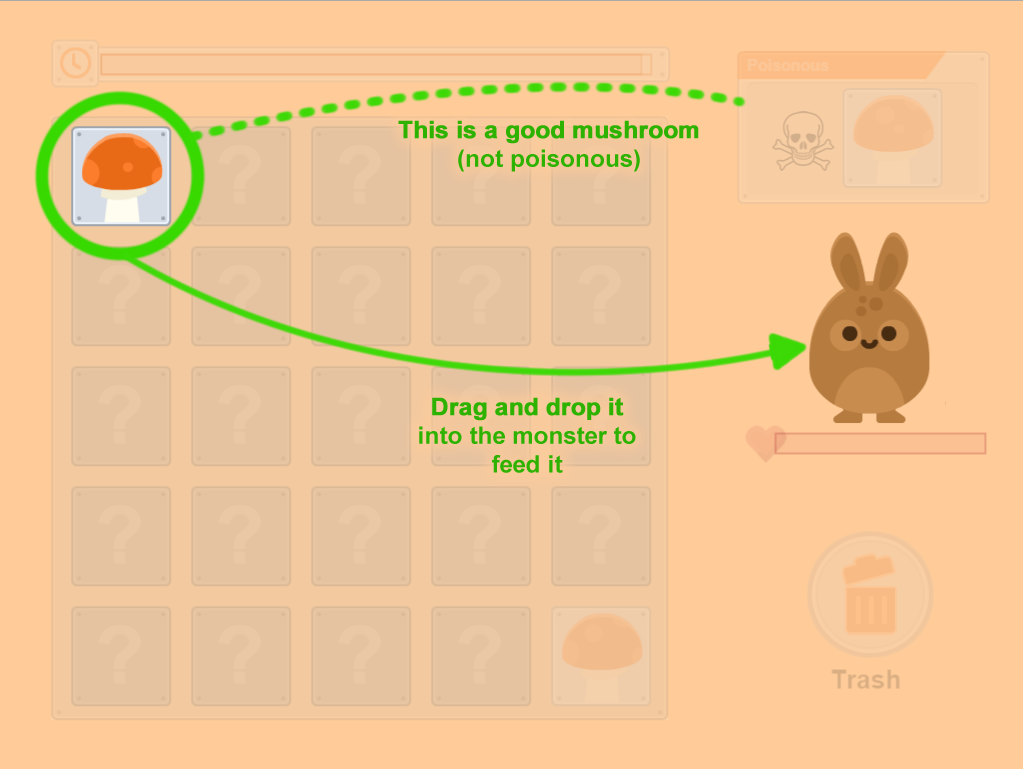 Poisonous
This is a good mushroom
(not poisonous)
? ? ? ?
? ? ? ? ?
Drag and drop it
into the monster to
feed it
? ? ? ? ?
? ? ? ? ?
? ? ? ?
Trash